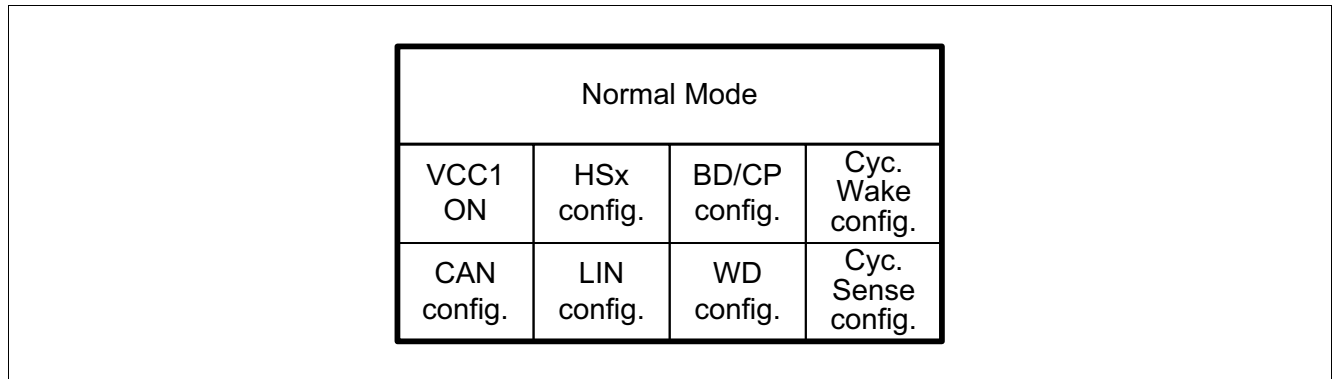 Normal Mode
VCC1
ON
HSx
config.
BD/CP
config.
Cyc.
Wake
config.
CAN
config.
LIN
config.
WD
config.
Cyc.
Sense
config.